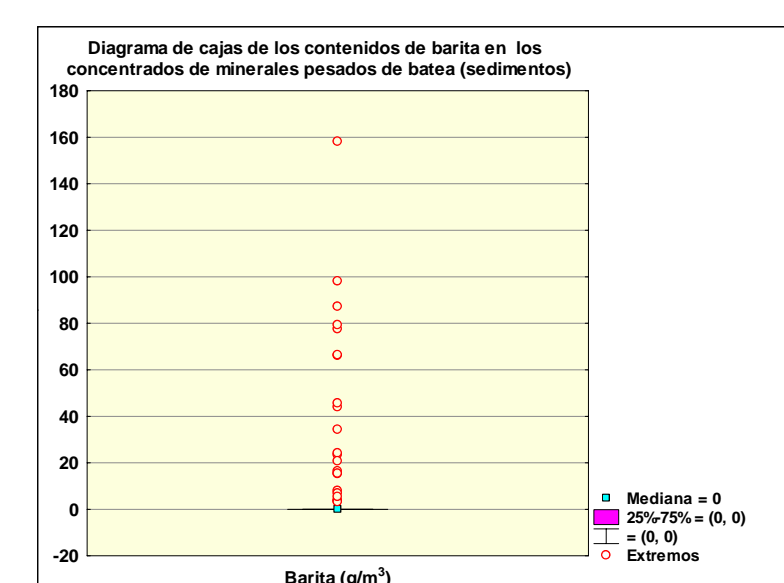 Diagrama de cajas de los contenidos de barita en los
concentrados de minerales pesados de batea (sedimentos)
180
160
140
120
100
80
60
40
20
0
-20
Barita (g/m³)
Mediana = 0
25%-75% = (0, 0)
= (0, 0)
Extremos